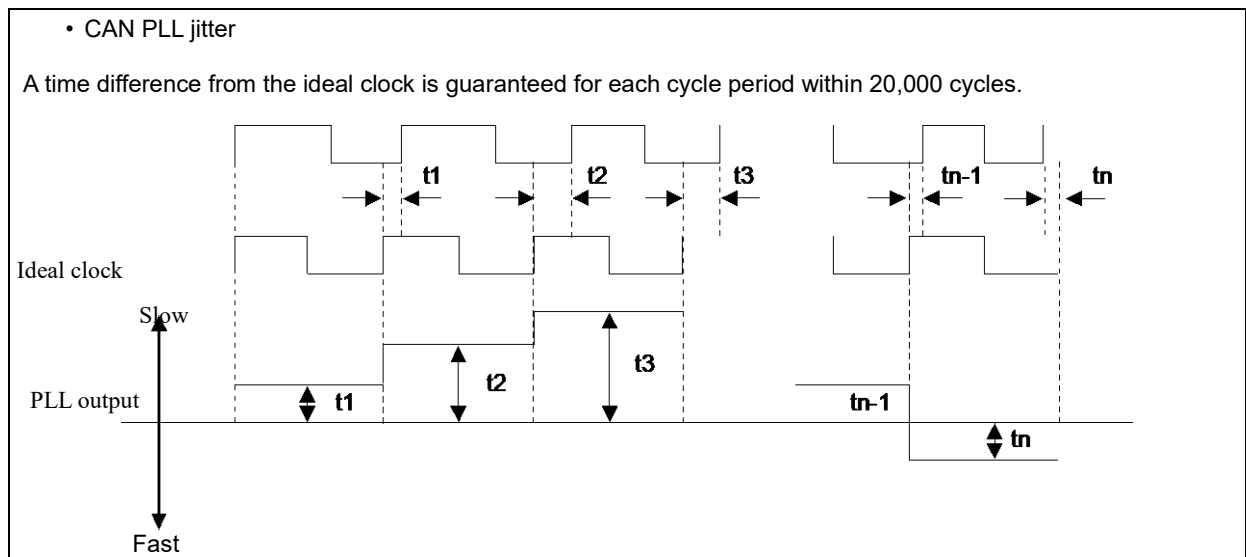 • CAN PLL jitter
A time difference from the ideal clock is guaranteed for each cycle period within 20,000 cycles.
t1 t2 t3 tn-1 tn
Ideal clock
Slow
t3
t2
PLL output t1 tn-1
tn
Fast